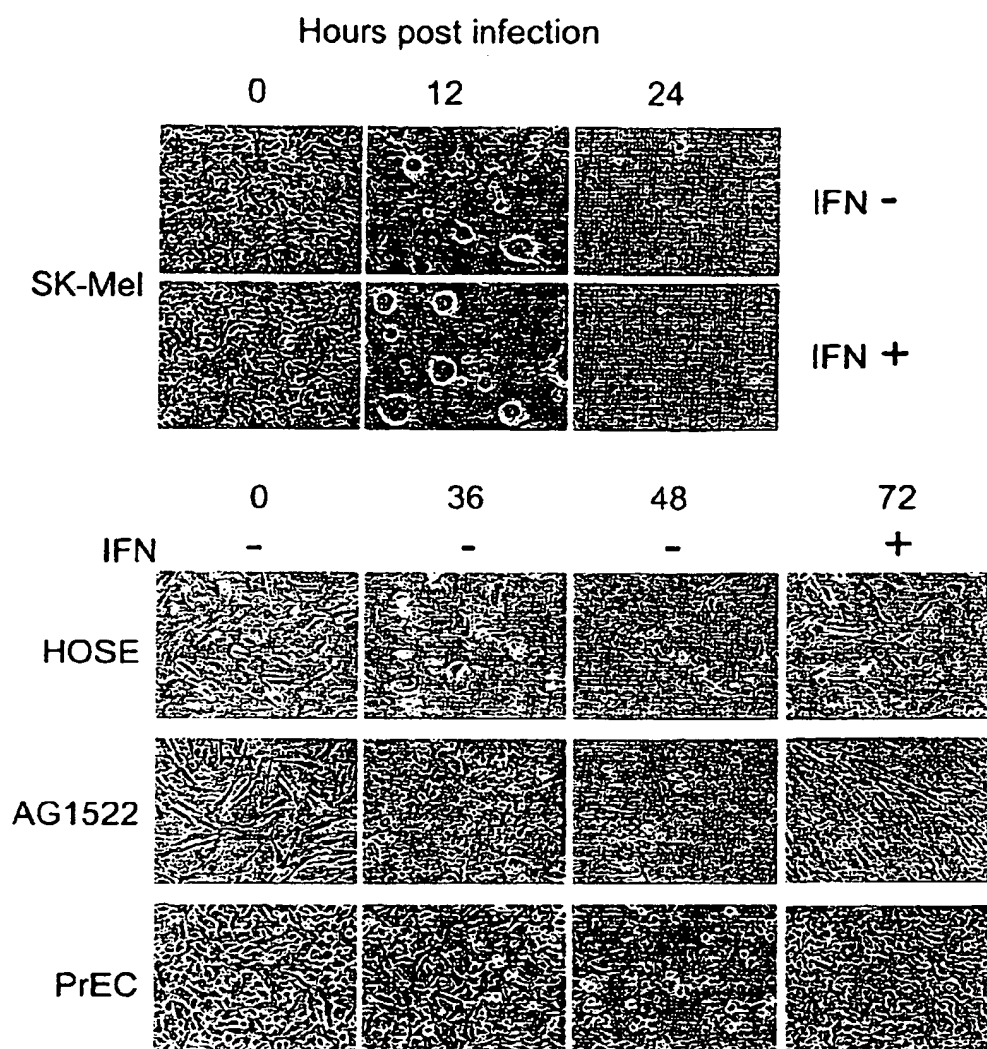 Hours post infection
0 12 24
SK-Mel
IFN -
IFN +
0 36 48 72
IFN - - - +
HOSE
AG1522
PrEC